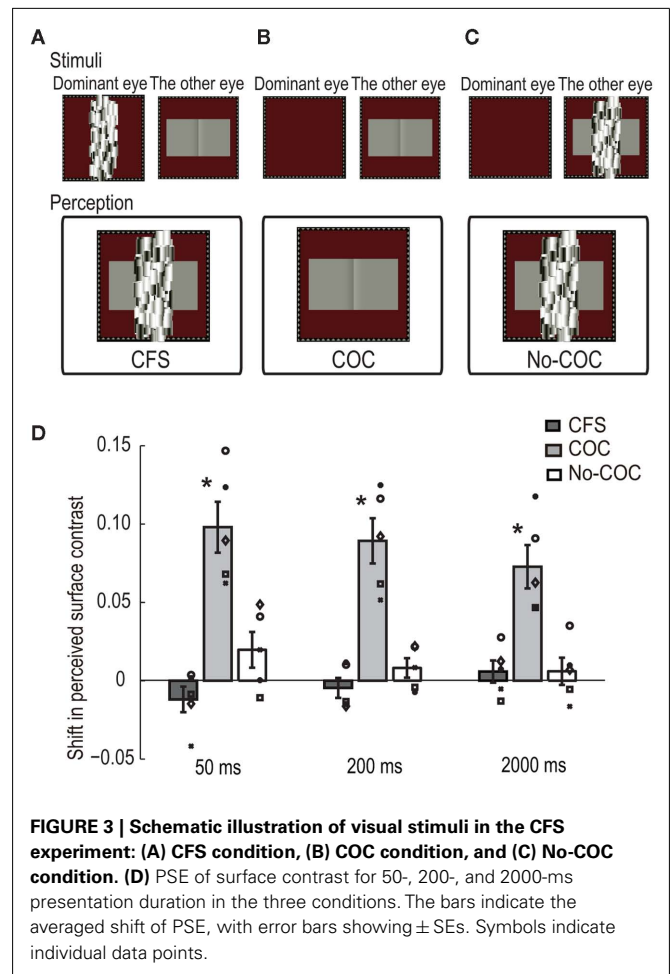 A B C
Stimuli
Dominant eye The other eye Dominant eye The other eye Dominant eye The other eye
Perception
CFS COC No-COC
D
CFS
COC
No-COC
Shift in perceived surface contrast
0.15
0.10
0.05
0
−0.05
* * *
50 ms 200 ms 2000 ms
FIGURE 3 | Schematic illustration of visual stimuli in the CFS
experiment: (A) CFS condition, (B) COC condition, and (C) No-COC
condition. (D) PSE of surface contrast for 50-, 200-, and 2000-ms
presentation duration in the three conditions. The bars indicate the
averaged shift of PSE, with error bars showing ± SEs. Symbols indicate
individual data points.